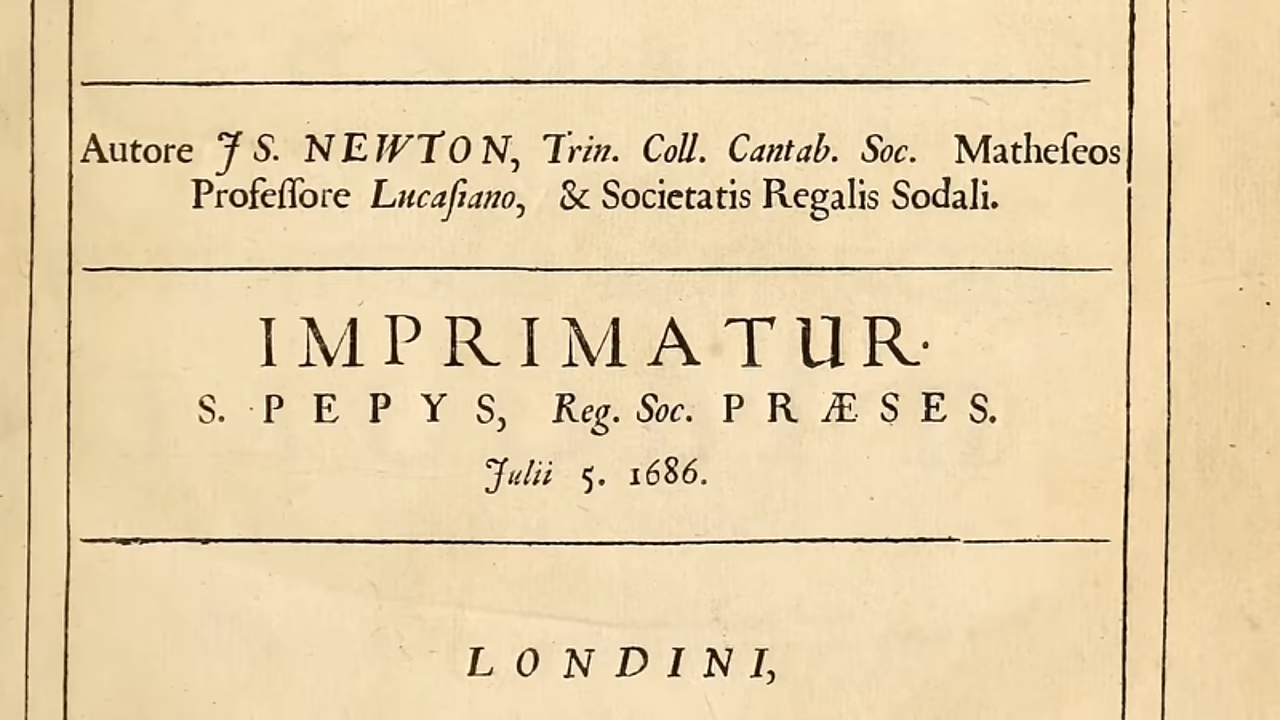 Autore JS. NEWTON, Trin. Coll. Cantab. Soc. Matheſeos
Profeſſore Lucaſiano, & Societatis Regalis Sodali.
IMPRIMATUR·
S. PEPYS, Reg. Soc. PRÆSES.
Julii 5. 1686.
LONDINI,